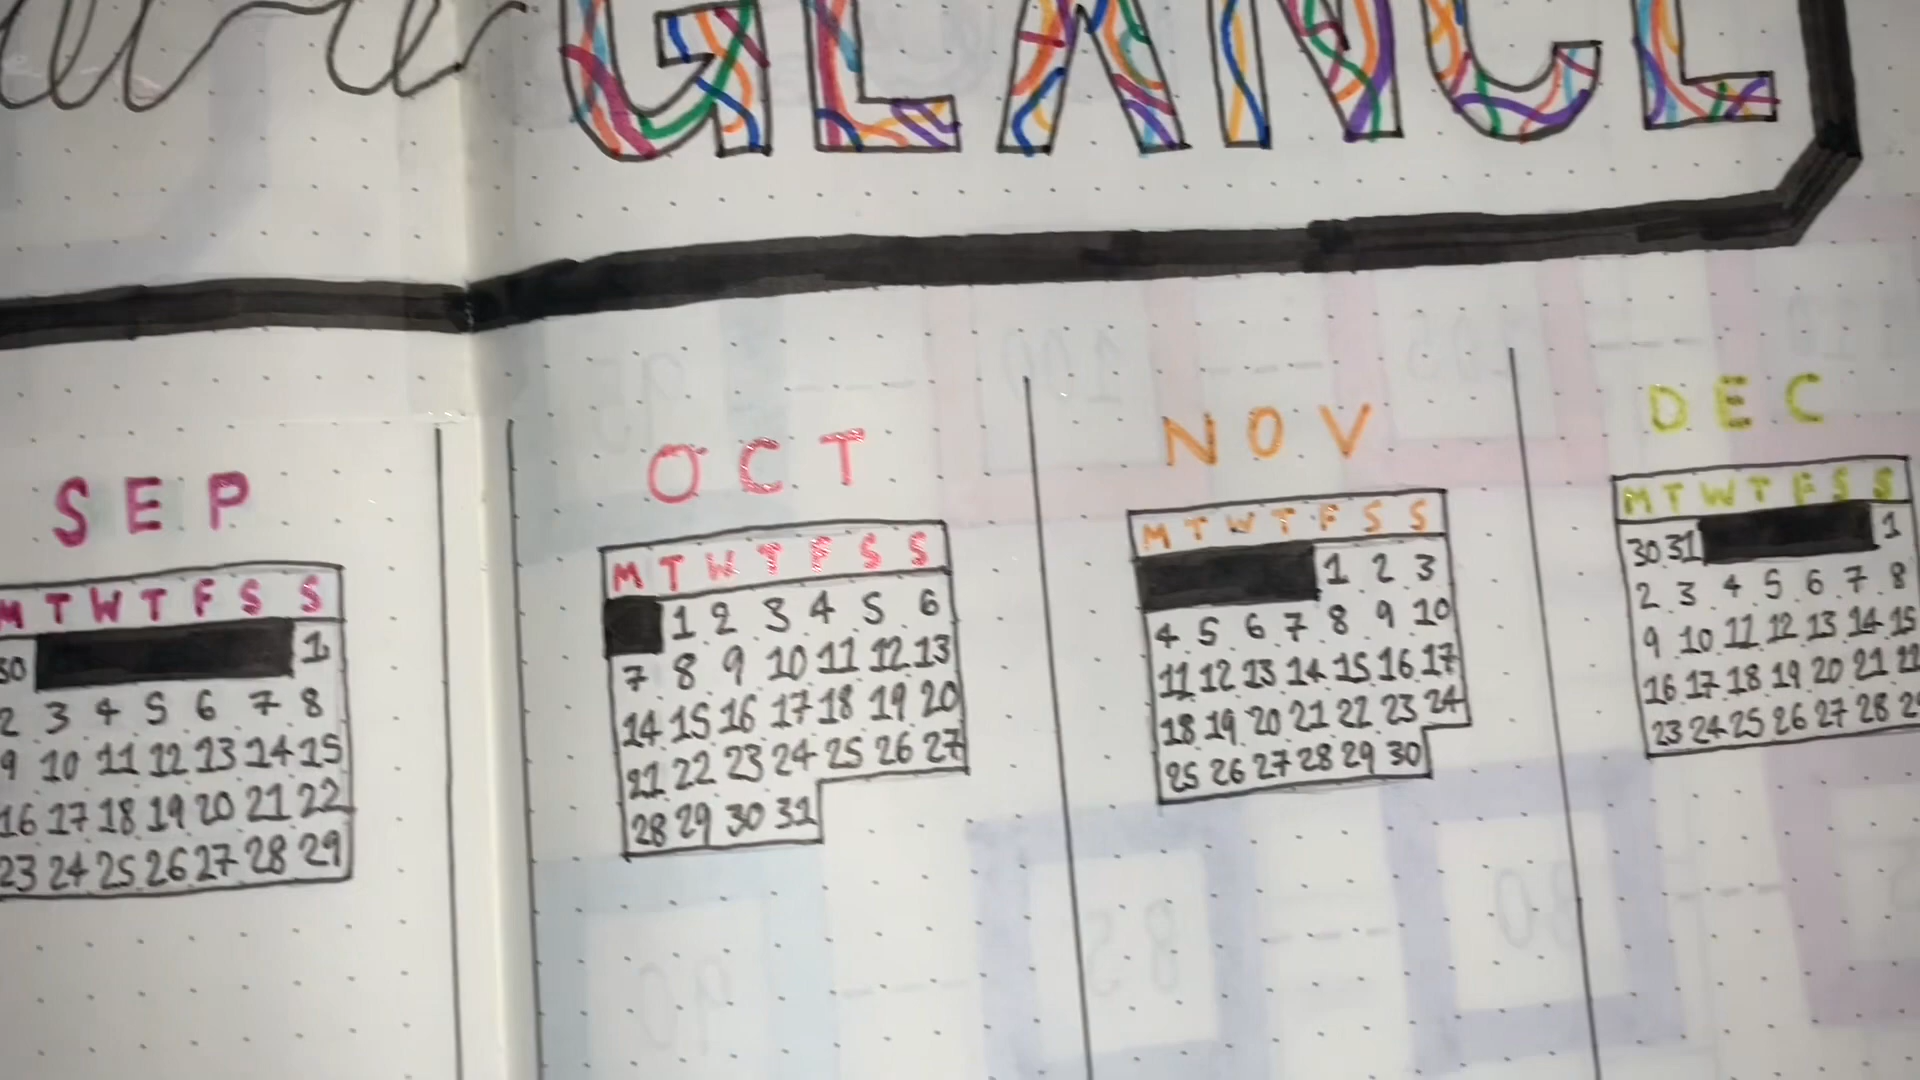 GLANCE
SEP
M T W T F S S
30 1
2 3 4 5 6 7 8
9 10 11 12 13 14 15
16 17 18 19 20 21 22
23 24 25 26 27 28 29
OCT
M T W T F S S
1 2 3 4 5 6
7 8 9 10 11 12 13
14 15 16 17 18 19 20
21 22 23 24 25 26 27
28 29 30 31
NOV
M T W T F S S
1 2 3
4 5 6 7 8 9 10
11 12 13 14 15 16 17
18 19 20 21 22 23 24
25 26 27 28 29 30
DEC
M T W T F S S
30 31 1
2 3 4 5 6 7 8
9 10 11 12 13 14 15
16 17 18 19 20 21 22
23 24 25 26 27 28 29